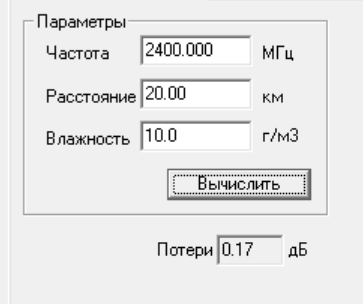 Параметры
Частота 2400.000 МГц
Расстояние 20.00 км
Влажность 10.0 г/м3
Вычислить
Потери 0.17 дБ